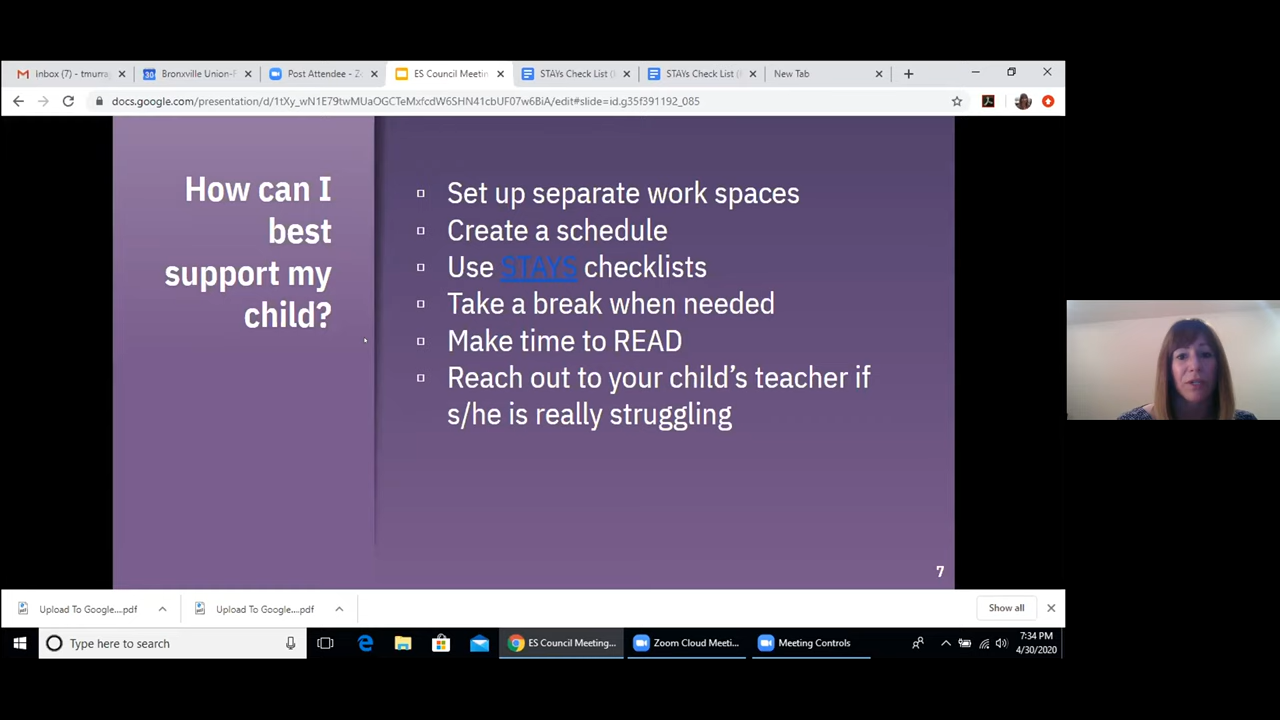 Inbox (7) - tmurra
Bronxville Union-F
Post Attendee - Z
ES Council Meetin
STAYs Check List (
STAYs Check List (
New Tab
docs.google.com/presentation/d/1tXy_wN1E79twMUaOGCTeMxfcdW6SHN41cbUF07w6BiA/edit#slide=id.g35f391192_085
How can I
best
support my
child?
Set up separate work spaces
Create a schedule
Use STAYS checklists
Take a break when needed
Make time to READ
Reach out to your child’s teacher if
s/he is really struggling
7
Upload To Google....pdf
Upload To Google....pdf
Show all
Type here to search
ES Council Meeting...
Zoom Cloud Meeti...
Meeting Controls
7:34 PM
4/30/2020